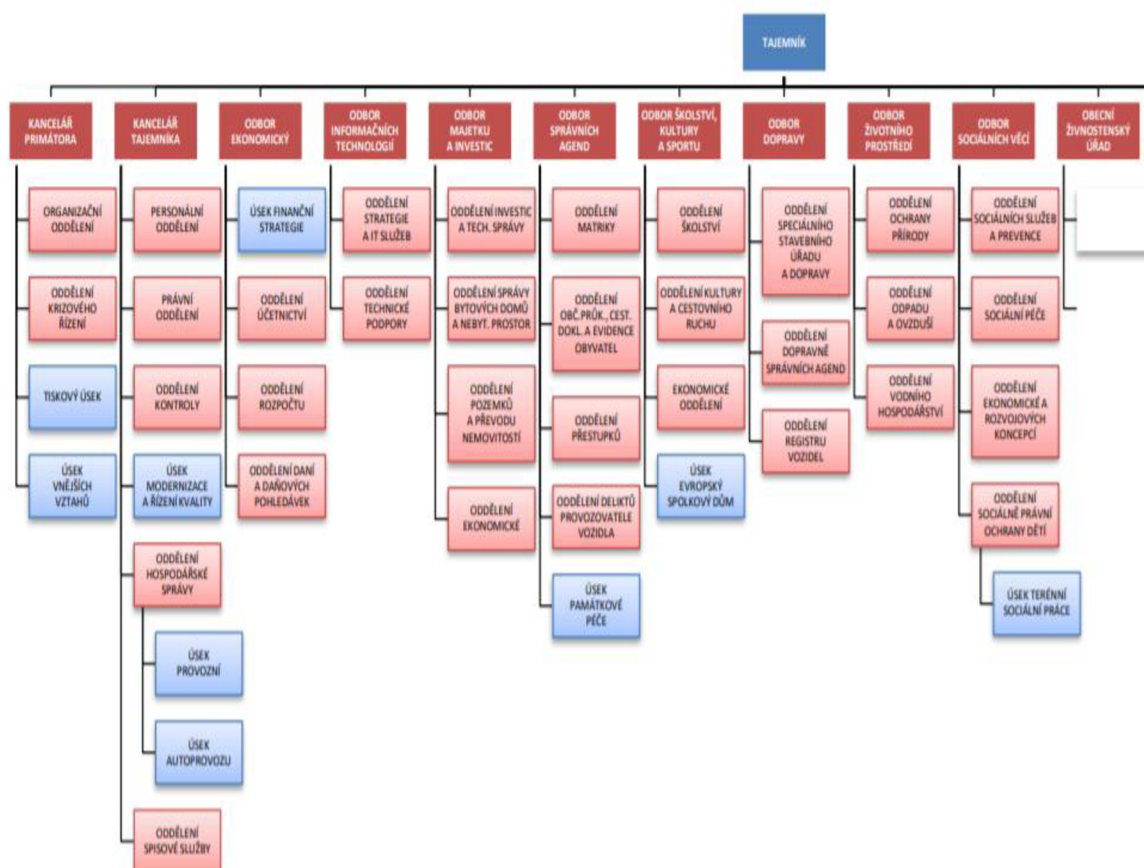 TAJEMNÍK
KANCELÁŘ
PRIMÁTORA
ORGANIZAČNÍ
ODDĚLENÍ
ODDĚLENÍ
KRIZOVÉHO
ŘÍZENÍ
TISKOVÝ ÚSEK
ÚSEK
VNĚJŠÍCH
VZTAHŮ
KANCELÁŘ
TAJEMNÍKA
PERSONÁLNÍ
ODDĚLENÍ
PRÁVNÍ
ODDĚLENÍ
ODDĚLENÍ
KONTROLY
ÚSEK
MODERNIZACE
A ŘÍZENÍ KVALITY
ODDĚLENÍ
HOSPODÁŘSKÉ
SPRÁVY
ÚSEK
PROVOZNÍ
ÚSEK
AUTOPROVOZU
ODDĚLENÍ
SPISOVÉ SLUŽBY
ODBOR
EKONOMICKÝ
ÚSEK FINANČNÍ
STRATEGIE
ODDĚLENÍ
ÚČETNICTVÍ
ODDĚLENÍ
ROZPOČTU
ODDĚLENÍ DANÍ
A DAŇOVÝCH
POHLEDÁVEK
ODBOR
INFORMAČNÍCH
TECHNOLOGIÍ
ODDĚLENÍ
STRATEGIE
A IT SLUŽEB
ODDĚLENÍ
TECHNICKÉ
PODPORY
ODBOR
MAJETKU
A INVESTIC
ODDĚLENÍ INVESTIC
A TECH. SPRÁVY
ODDĚLENÍ SPRÁVY
BYTOVÝCH DOMŮ
A NEBYT. PROSTOR
ODDĚLENÍ
POZEMKŮ
A PŘEVODU
NEMOVITOSTÍ
ODDĚLENÍ
EKONOMICKÉ
ODBOR
SPRÁVNÍCH
AGEND
ODDĚLENÍ
MATRIKY
ODDĚLENÍ
OBČ.PRŮK., CEST.
DOKL. A EVIDENCE
OBYVATEL
ODDĚLENÍ
PŘESTUPKŮ
ODDĚLENÍ DELIKTŮ
PROVOZOVATELE
VOZIDLA
ÚSEK
PAMÁTKOVÉ
PÉČE
ODBOR ŠKOLSTVÍ,
KULTURY
A SPORTU
ODDĚLENÍ
ŠKOLSTVÍ
ODDĚLENÍ KULTURY
A CESTOVNÍHO
RUCHU
EKONOMICKÉ
ODDĚLENÍ
ÚSEK
EVROPSKÝ
SPOLKOVÝ DŮM
ODBOR
DOPRAVY
ODDĚLENÍ
SPECIÁLNÍHO
STAVEBNÍHO
ÚŘADU
A DOPRAVY
ODDĚLENÍ
DOPRAVNĚ
SPRÁVNÍCH AGEND
ODDĚLENÍ
REGISTRU
VOZIDEL
ODBOR
ŽIVOTNÍHO
PROSTŘEDÍ
ODDĚLENÍ
OCHRANY
PŘÍRODY
ODDĚLENÍ
ODPADU
A OVZDUŠÍ
ODDĚLENÍ
VODNÍHO
HOSPODÁŘSTVÍ
ODBOR
SOCIÁLNÍCH VĚCÍ
ODDĚLENÍ
SOCIÁLNÍCH SLUŽEB
A PREVENCE
ODDĚLENÍ
SOCIÁLNÍ PÉČE
ODDĚLENÍ
EKONOMICKÉ A
ROZVOJOVÝCH
KONCEPCÍ
ODDĚLENÍ
SOCIÁLNĚ PRÁVNÍ
OCHRANY DĚTÍ
ÚSEK TERÉNNÍ
SOCIÁLNÍ PRÁCE
OBECNÍ
ŽIVNOSTENSKÝ
ÚŘAD